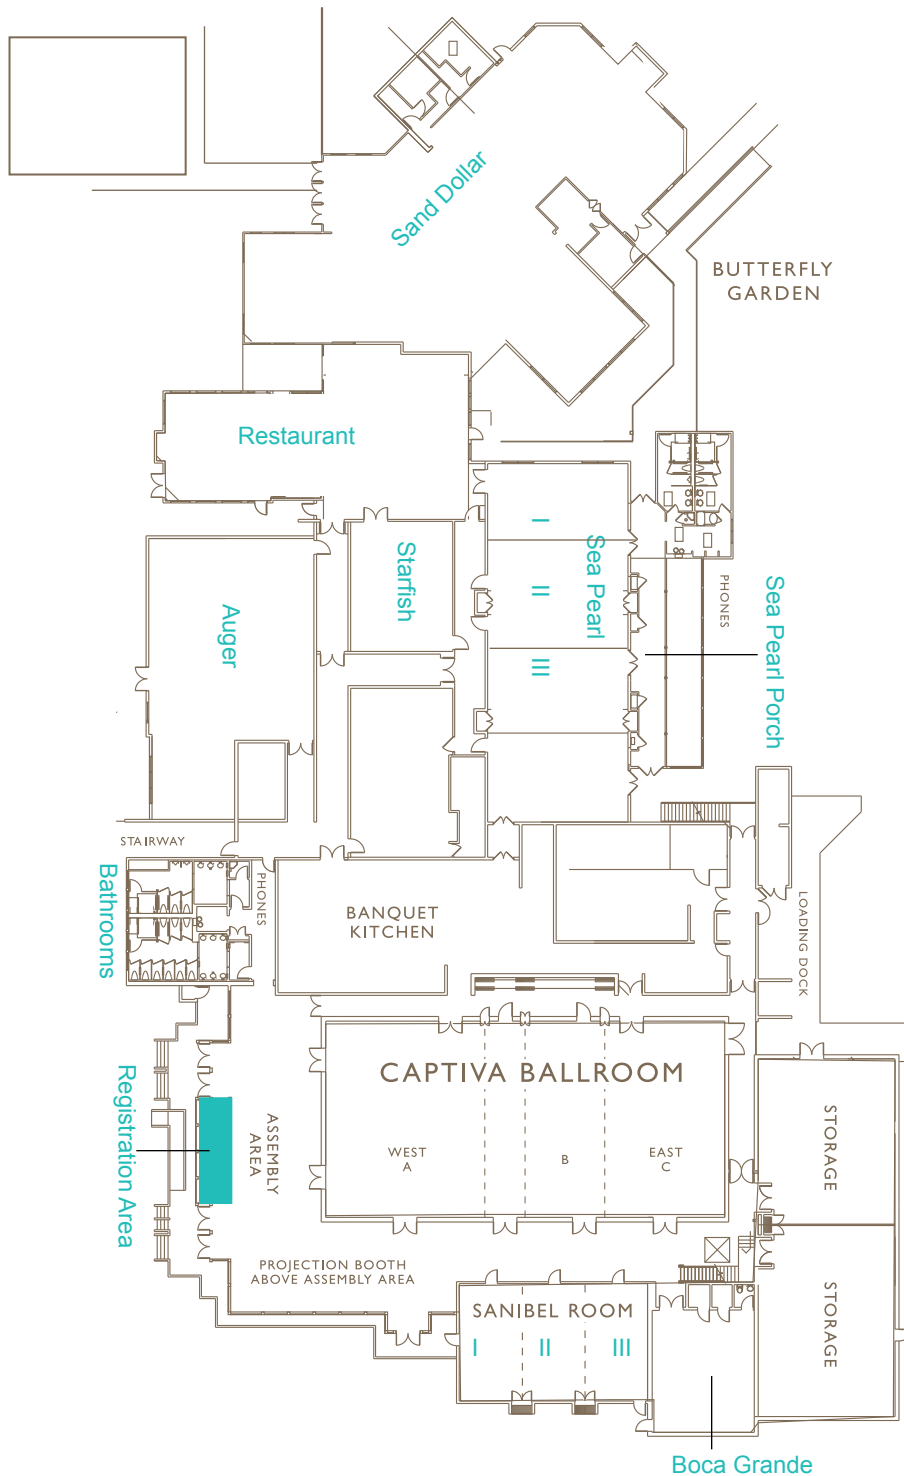 Sand Dollar
BUTTERFLY
GARDEN
Restaurant
Starfish
I
II
III
Sea Pearl
PHONES
Sea Pearl Porch
Auger
STAIRWAY
Bathrooms
PHONES
BANQUET
KITCHEN
LOADING DOCK
CAPTIVA BALLROOM
WEST
A
B
EAST
C
Registration Area
ASSEMBLY
AREA
STORAGE
PROJECTION BOOTH
ABOVE ASSEMBLY AREA
SANIBEL ROOM
I
II
III
STORAGE
Boca Grande